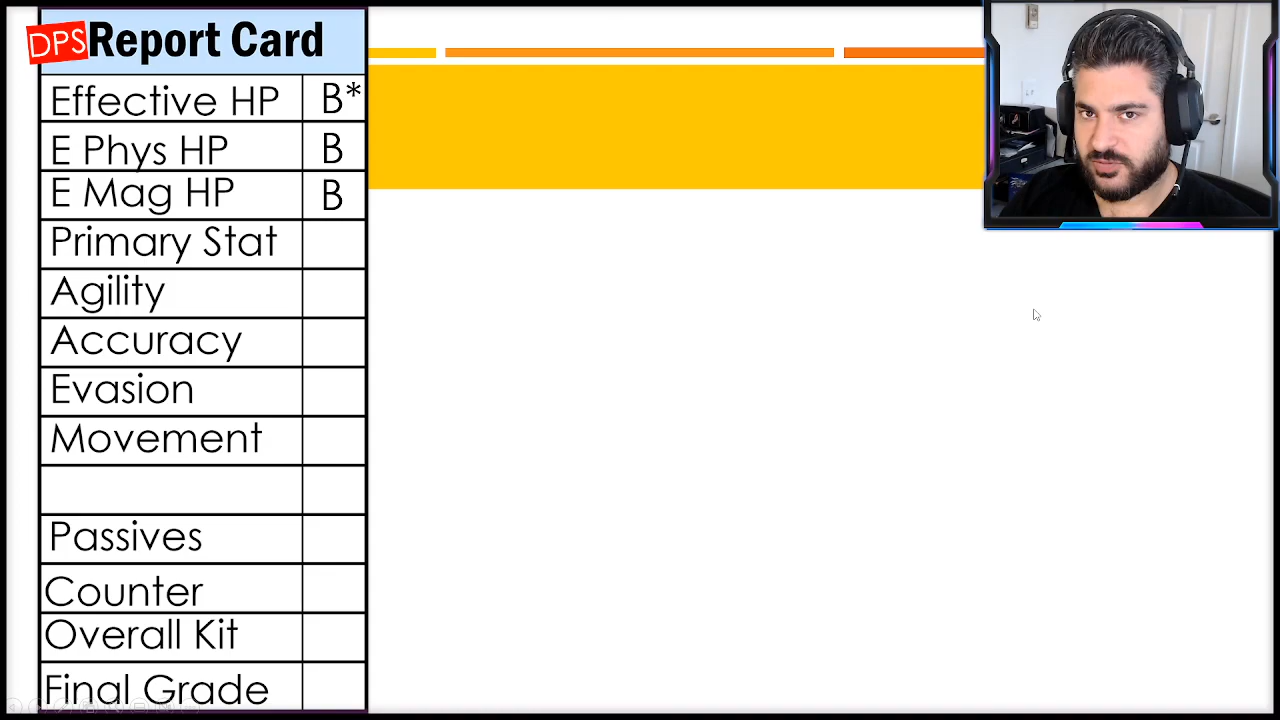 DPS Report Card
Effective HP B*
E Phys HP B
E Mag HP B
Primary Stat
Agility
Accuracy
Evasion
Movement
Passives
Counter
Overall Kit
Final Grade